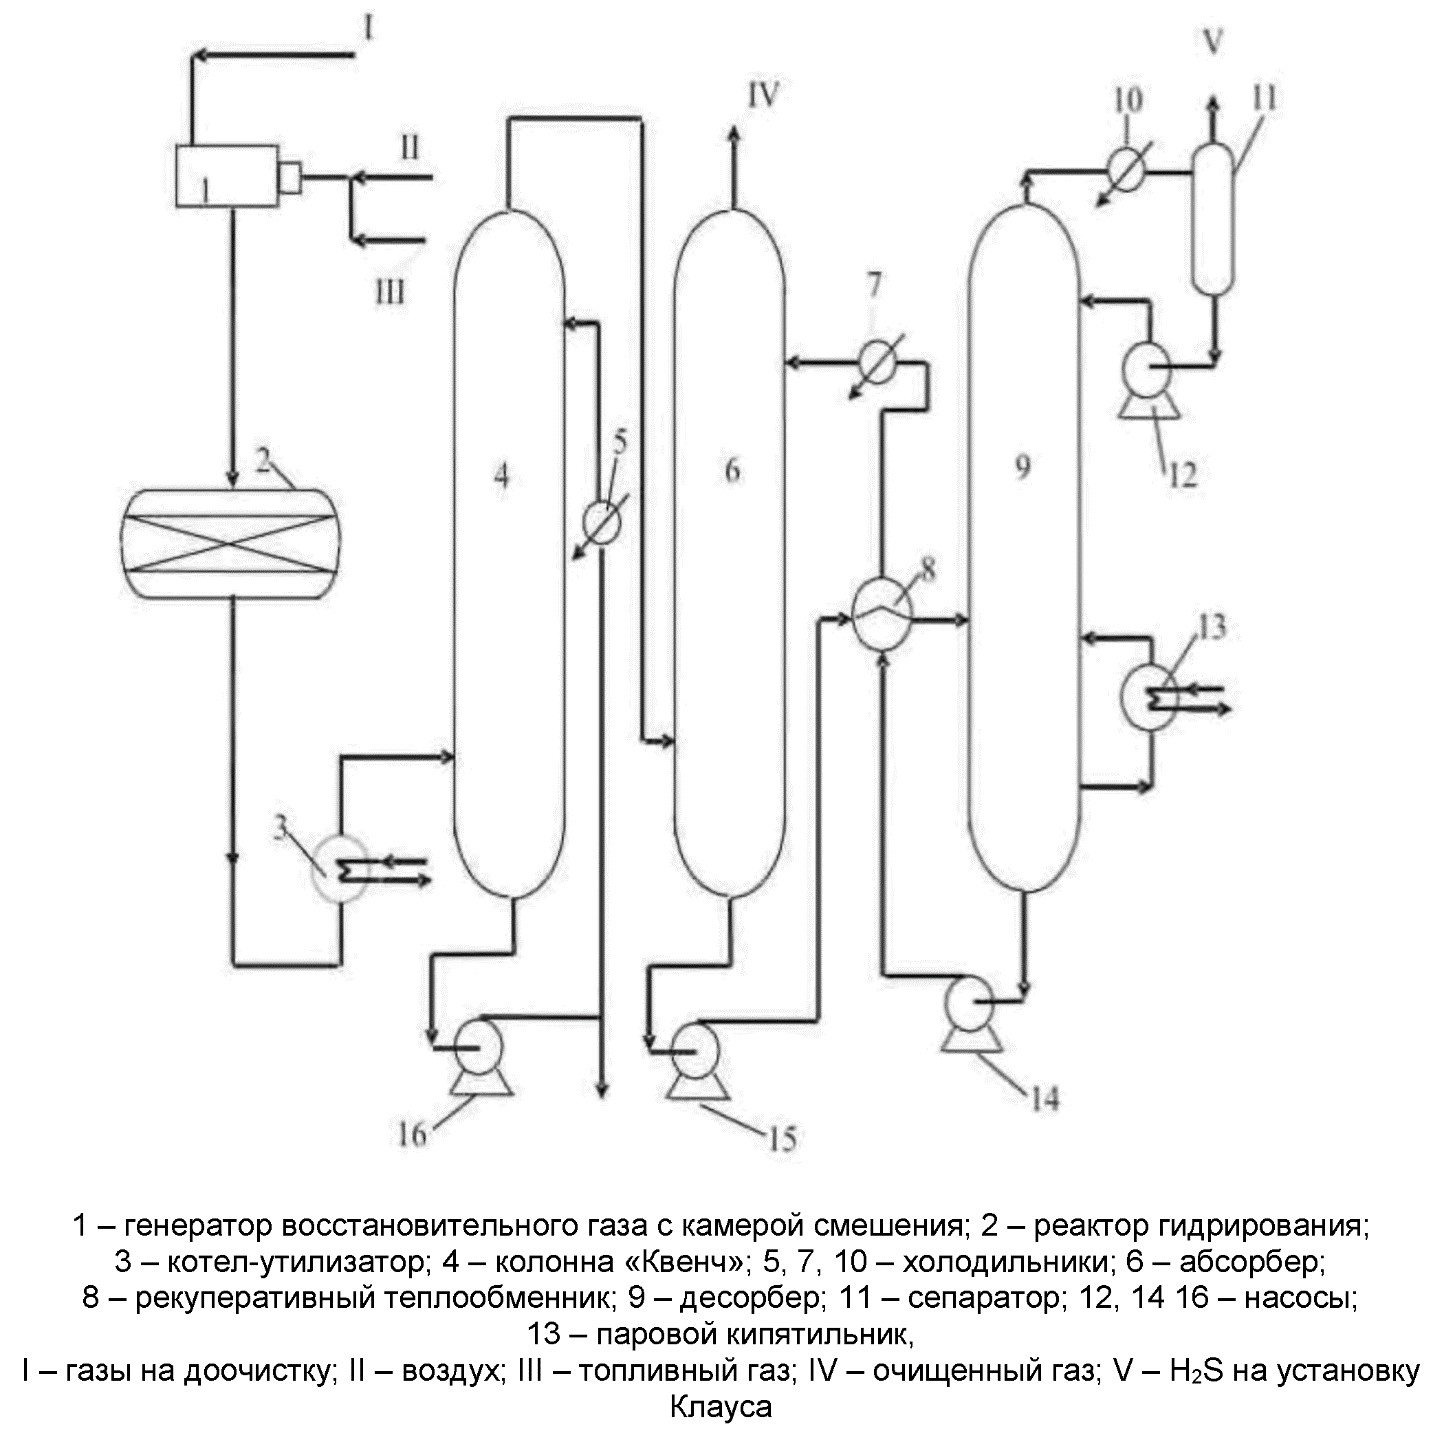 I
V
10
11
IV
II
1
III
7
5
2
4
6
9
12
8
13
3
14
16
15
1 – генератор восстановительного газа с камерой смешения; 2 – реактор гидрирования;
3 – котел-утилизатор; 4 – колонна «Квенч»; 5, 7, 10 – холодильники; 6 – абсорбер;
8 – рекуперативный теплообменник; 9 – десорбер; 11 – сепаратор; 12, 14 16 – насосы;
13 – паровой кипятильник,
I – газы на доочистку; II – воздух; III – топливный газ; IV – очищенный газ; V – H₂S на установку
Клауса